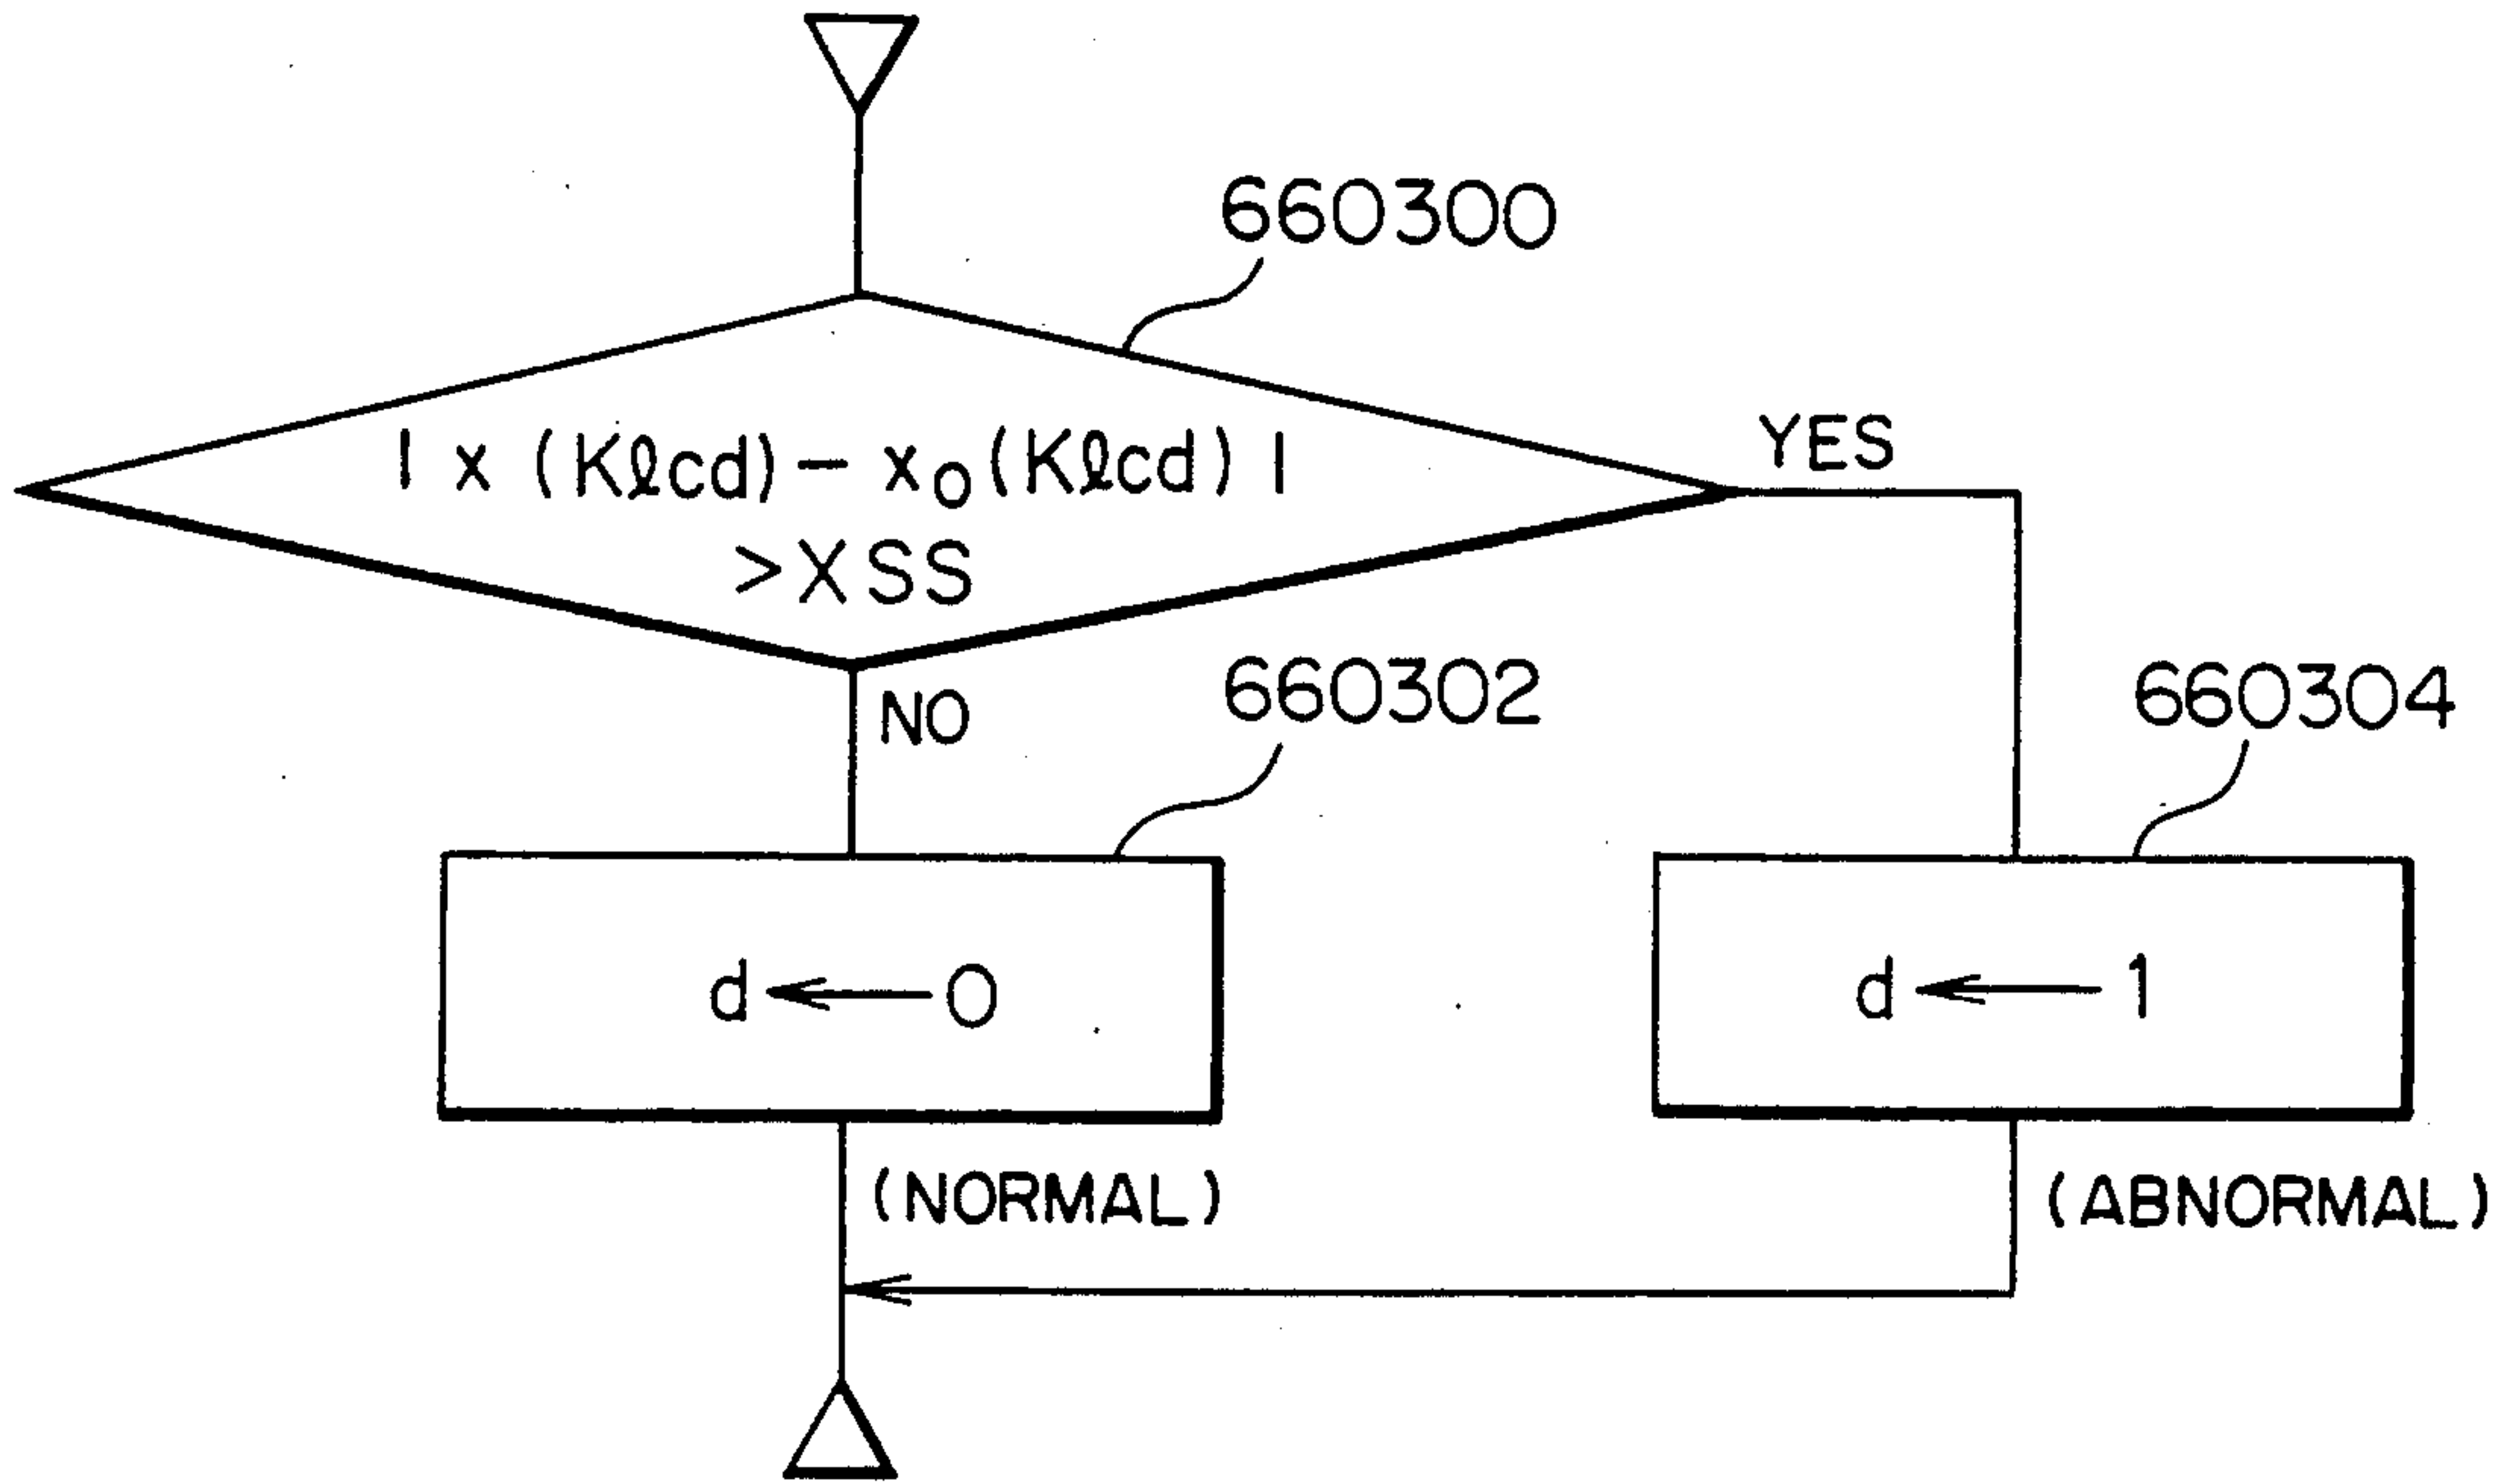 660300
| x (Kℓcd) − x₀(Kℓcd) |
>XSS
YES
NO
660302
660304
d ← 0
d ← 1
(NORMAL)
(ABNORMAL)